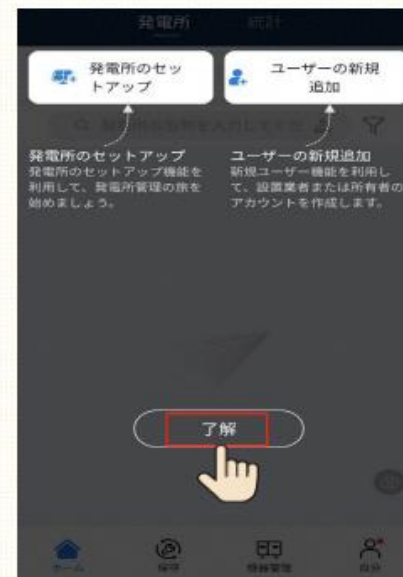 発電所 統計
発電所のセッ
トアップ
ユーザーの新規
追加
発電所のセットアップ
発電所のセットアップ機能を
利用して、発電所管理の旅を
始めましょう。
ユーザーの新規追加
新規ユーザー機能を利用し
て、設置業者または所有者の
アカウントを作成します。
了解
ホーム 保守 機器管理 自分